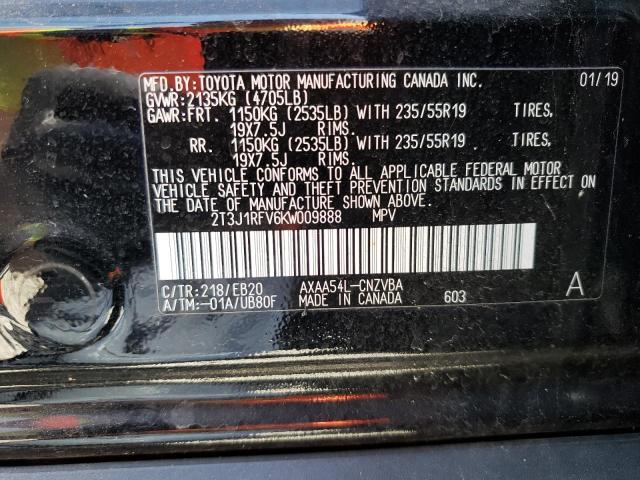 MFD.BY:TOYOTA MOTOR MANUFACTURING CANADA INC. 01/19
GVWR:2135KG (4705LB)
GAWR:FRT. 1150KG (2535LB) WITH 235/55R19 TIRES,
19X7.5J RIMS.
RR. 1150KG (2535LB) WITH 235/55R19 TIRES,
19X7.5J RIMS.
THIS VEHICLE CONFORMS TO ALL APPLICABLE FEDERAL MOTOR
VEHICLE SAFETY AND THEFT PREVENTION STANDARDS IN EFFECT
ON THE DATE OF MANUFACTURE SHOWN ABOVE.
2T3J1RFV6KW009888 MPV
C/TR:218/EB20 AXAA54L-CNZVBA A
A/TM:-01A/UB80F MADE IN CANADA 603